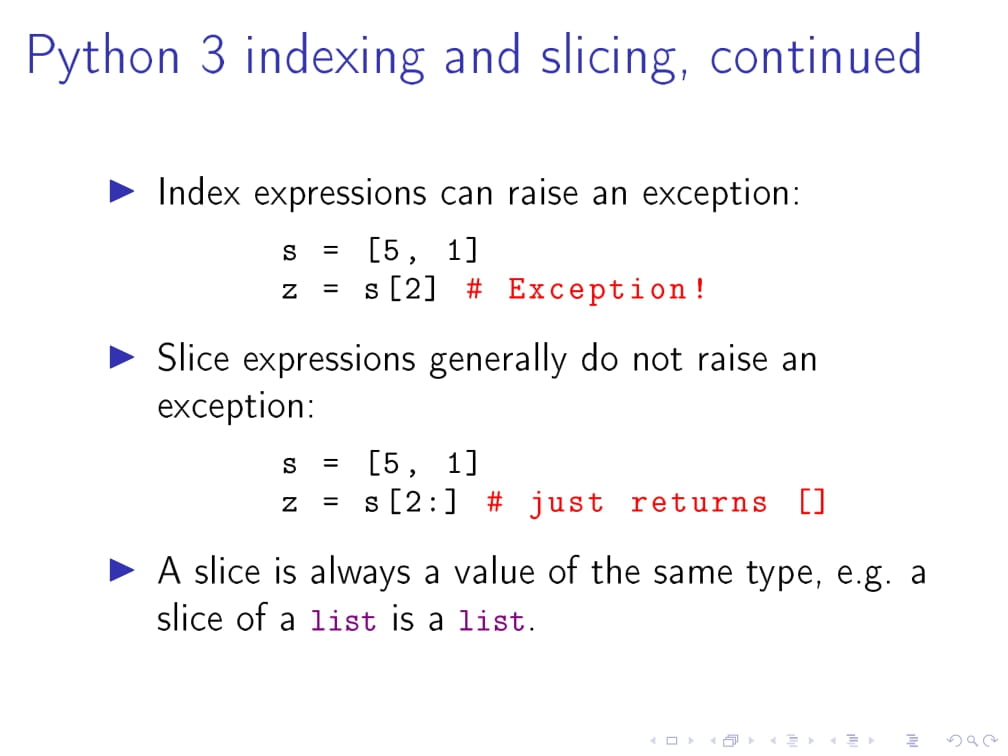 Python 3 indexing and slicing, continued
Index expressions can raise an exception:
s = [5, 1]
z = s[2] # Exception!
Slice expressions generally do not raise an
exception:
s = [5, 1]
z = s[2:] # just returns []
A slice is always a value of the same type, e.g. a
slice of a list is a list.